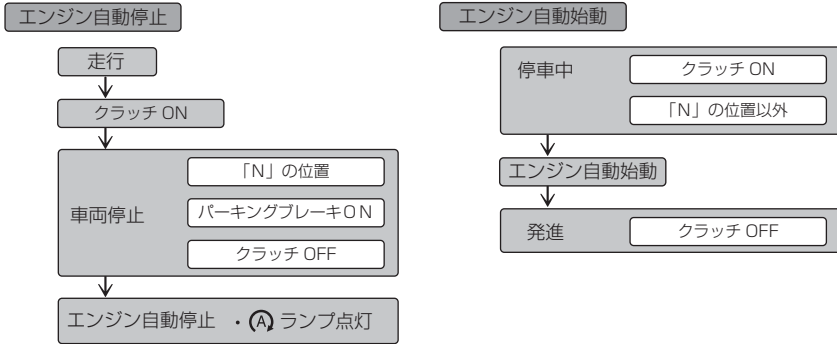 エンジン自動停止
走行
クラッチ ON
車両停止
「N」の位置
パーキングブレーキON
クラッチ OFF
エンジン自動停止 ・Ⓐ ランプ点灯
エンジン自動始動
停車中
クラッチ ON
「N」の位置以外
エンジン自動始動
発進
クラッチ OFF